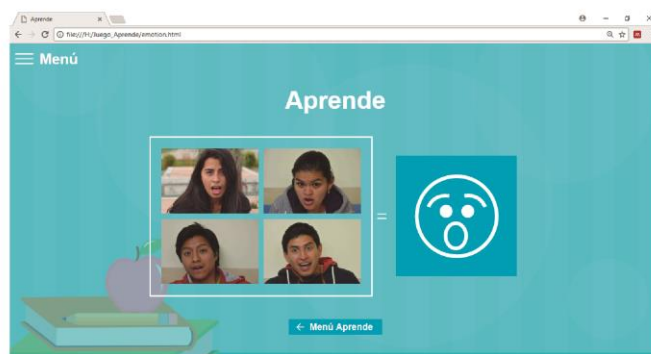 Aprende
file:///H:/Juego_Aprende/emotion.html
Menú
Aprende
=
← Menú Aprende